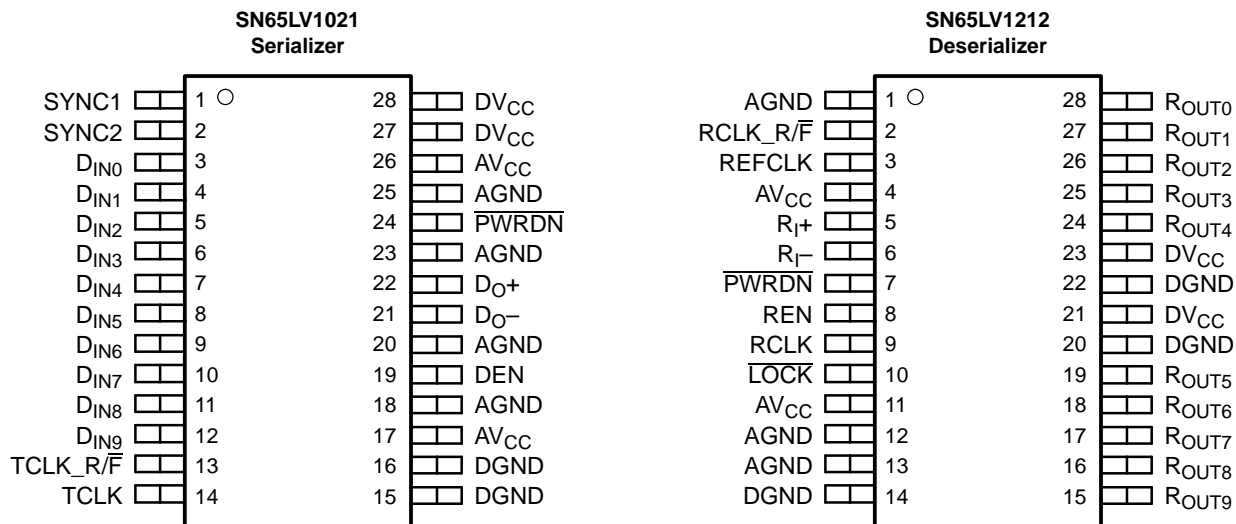 SN65LV1021
Serializer
SYNC1 1 28 DVCC
SYNC2 2 27 DVCC
DIN0 3 26 AVCC
DIN1 4 25 AGND
DIN2 5 24 PWRDN
DIN3 6 23 AGND
DIN4 7 22 DO+
DIN5 8 21 DO–
DIN6 9 20 AGND
DIN7 10 19 DEN
DIN8 11 18 AGND
DIN9 12 17 AVCC
TCLK_R/F 13 16 DGND
TCLK 14 15 DGND
SN65LV1212
Deserializer
AGND 1 28 ROUT0
RCLK_R/F 2 27 ROUT1
REFCLK 3 26 ROUT2
AVCC 4 25 ROUT3
RI+ 5 24 ROUT4
RI– 6 23 DVCC
PWRDN 7 22 DGND
REN 8 21 DVCC
RCLK 9 20 DGND
LOCK 10 19 ROUT5
AVCC 11 18 ROUT6
AGND 12 17 ROUT7
AGND 13 16 ROUT8
DGND 14 15 ROUT9